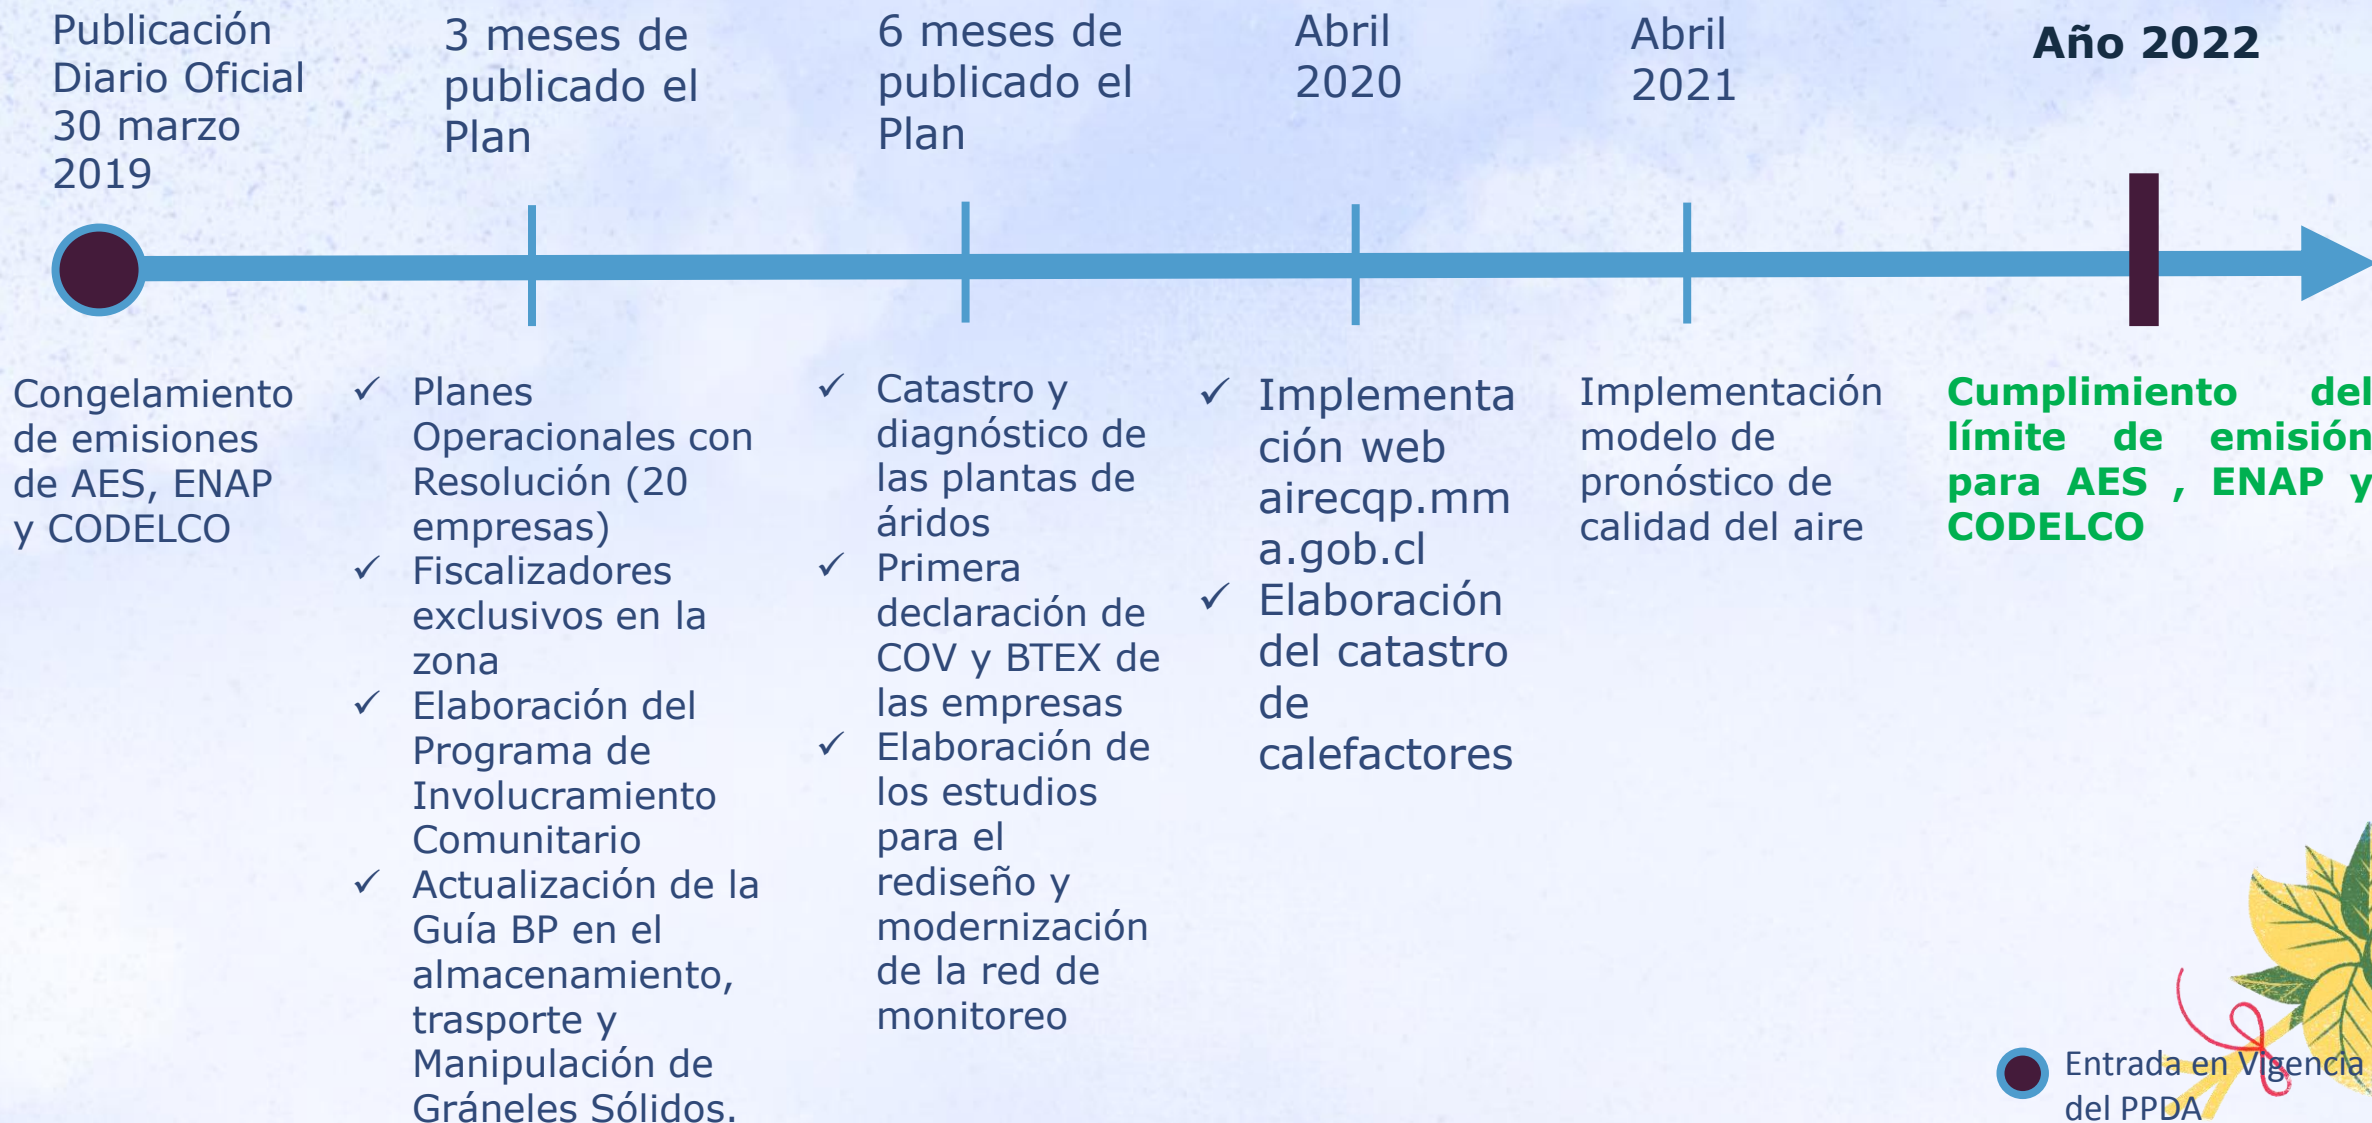 Publicación
Diario Oficial
30 marzo
2019
3 meses de
publicado el
Plan
6 meses de
publicado el
Plan
Abril
2020
Abril
2021
Año 2022
Congelamiento
de emisiones
de AES, ENAP
y CODELCO
✓ Planes
Operacionales con
Resolución (20
empresas)
✓ Fiscalizadores
exclusivos en la
zona
✓ Elaboración del
Programa de
Involucramiento
Comunitario
✓ Actualización de la
Guía BP en el
almacenamiento,
trasporte y
Manipulación de
Gráneles Sólidos.
✓ Catastro y
diagnóstico de
las plantas de
áridos
✓ Primera
declaración de
COV y BTEX de
las empresas
✓ Elaboración de
los estudios
para el
rediseño y
modernización
de la red de
monitoreo
✓ Implementa
ción web
airecqp.mm
a.gob.cl
✓ Elaboración
del catastro
de
calefactores
Implementación
modelo de
pronóstico de
calidad del aire
Cumplimiento del
límite de emisión
para AES , ENAP y
CODELCO
Entrada en Vigencia
del PPDA